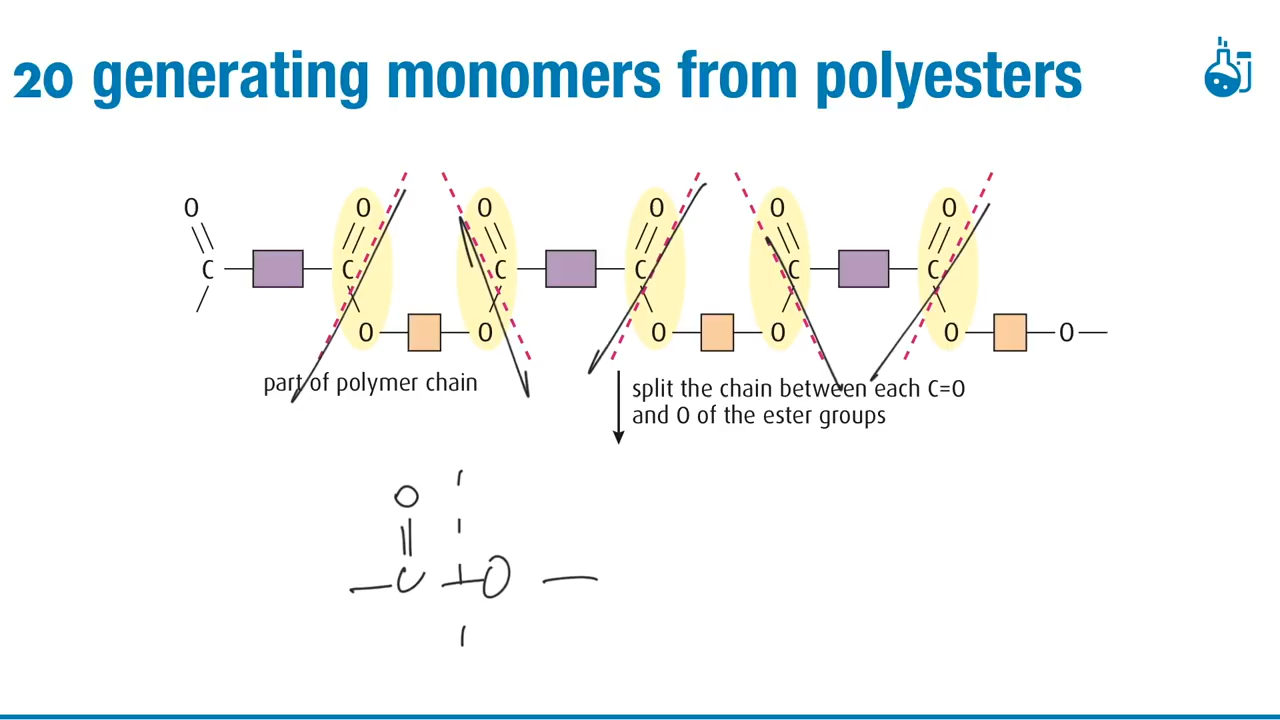 20 generating monomers from polyesters
O O O O O O
C C C C C C
O O O O O O
part of polymer chain
split the chain between each C=O
and O of the ester groups
O
C O